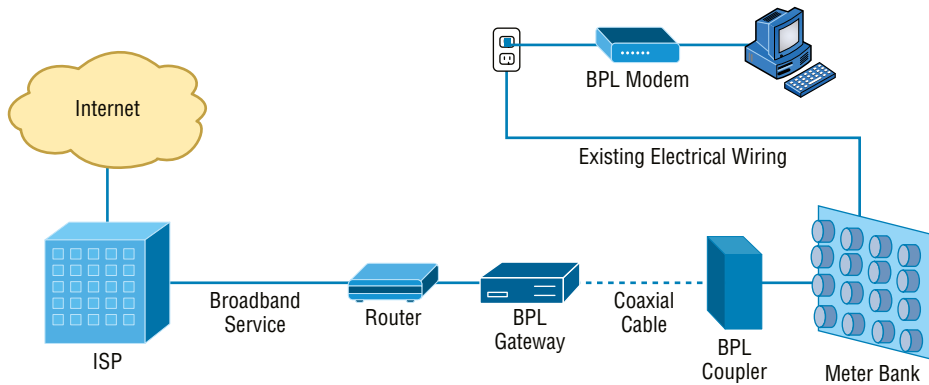 Internet
BPL Modem
Existing Electrical Wiring
Broadband
Service
Router
BPL
Gateway
Coaxial
Cable
BPL
Coupler
ISP
Meter Bank